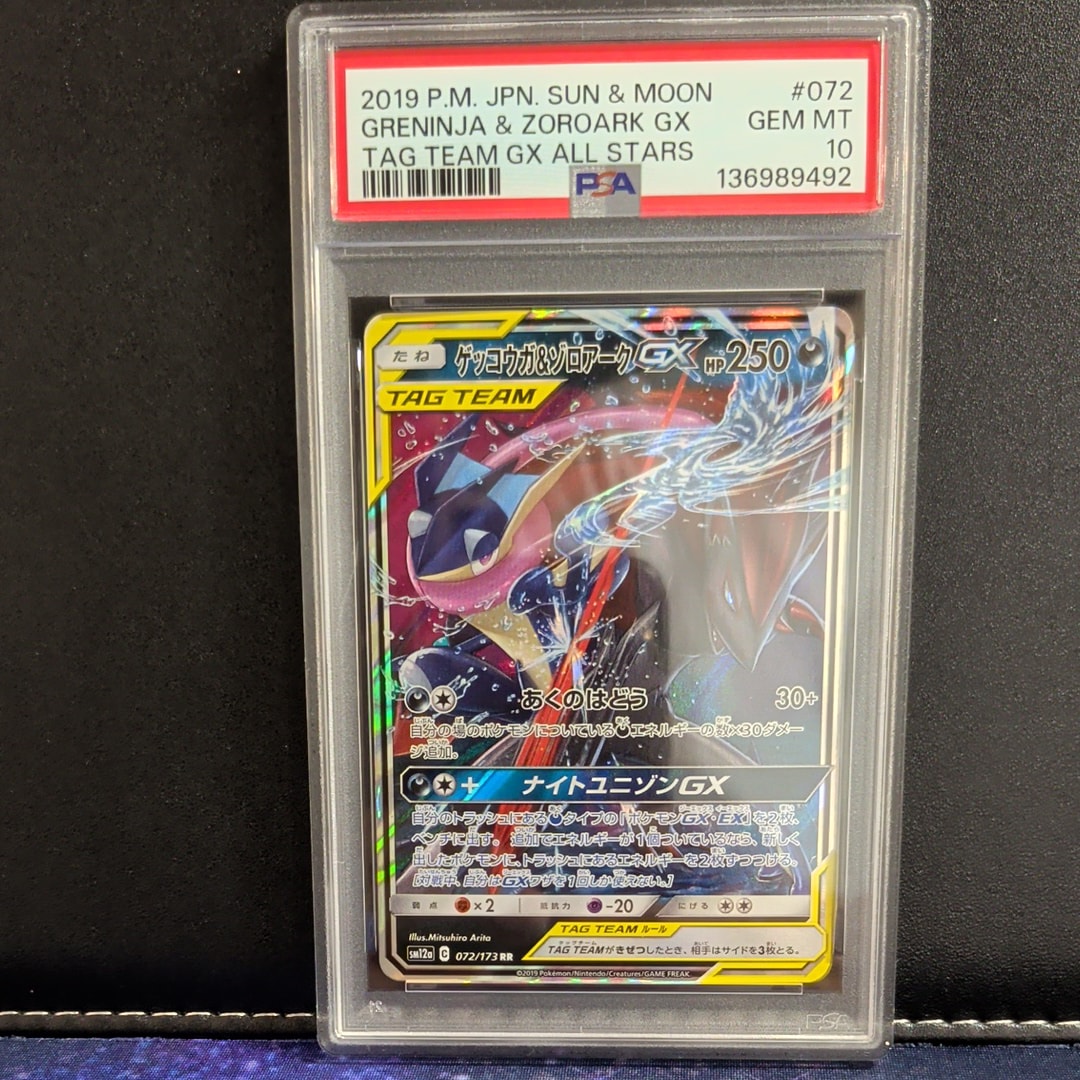 2019 P.M. JPN. SUN & MOON #072
GRENINJA & ZOROARK GX GEM MT
TAG TEAM GX ALL STARS 10
PSA 136989492
たね ゲッコウガ&ゾロアークGX HP250
TAG TEAM
あくのはどう 30+
自分の場のポケモンについているエネルギーの数×30ダメー
ジ追加。
+ ナイトユニゾンGX
自分のトラッシュにあるタイプの「ポケモンGX・EX」を2枚、
ベンチに出す。追加でエネルギーが1個ついているなら、新しく
出したポケモンに、トラッシュにあるエネルギーを2枚ずつつける。
[対戦中、自分はGXワザを1回しか使えない。]
弱点 ×2 抵抗力 -20 にげる
TAG TEAM ルール
TAG TEAMがきぜつしたとき、相手はサイドを3枚とる。
Illus.Mitsuhiro Arita
sm12a C 072/173 RR
©2019 Pokémon/Nintendo/Creatures/GAME FREAK.
PSA